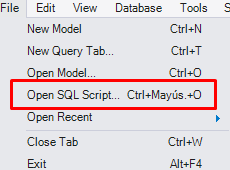 File Edit View Database Tools S
New Model Ctrl+N
New Query Tab... Ctrl+T
Open Model... Ctrl+O
Open SQL Script... Ctrl+Mayús.+O
Open Recent
Close Tab Ctrl+W
Exit Alt+F4